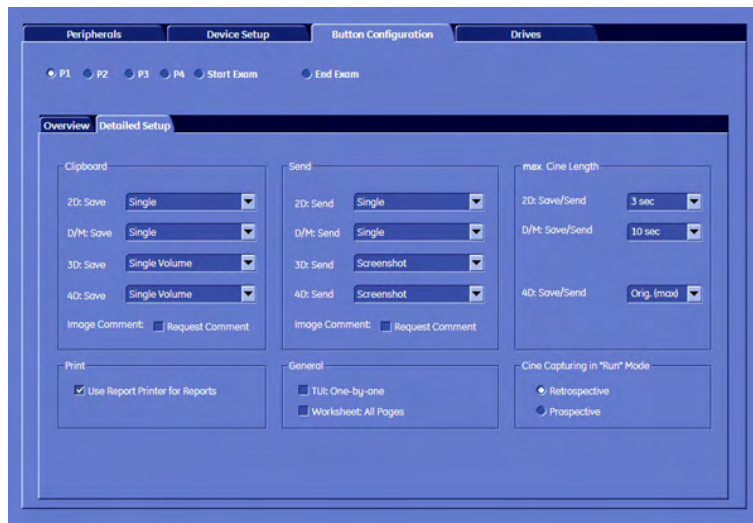 Peripherals Device Setup Button Configuration Drives
P1 P2 P3 P4 Start Exam End Exam
Overview Detailed Setup
Clipboard
2D: Save Single
D/M: Save Single
3D: Save Single Volume
4D: Save Single Volume
Image Comment: Request Comment
Send
2D: Send Single
D/M: Send Single
3D: Send Screenshot
4D: Send Screenshot
Image Comment: Request Comment
max. Cine Length
2D: Save/Send 3 sec
D/M: Save/Send 10 sec
4D: Save/Send Orig. (max)
Print
Use Report Printer for Reports
General
TUI: One-by-one
Worksheet: All Pages
Cine Capturing in "Run" Mode
Retrospective
Prospective